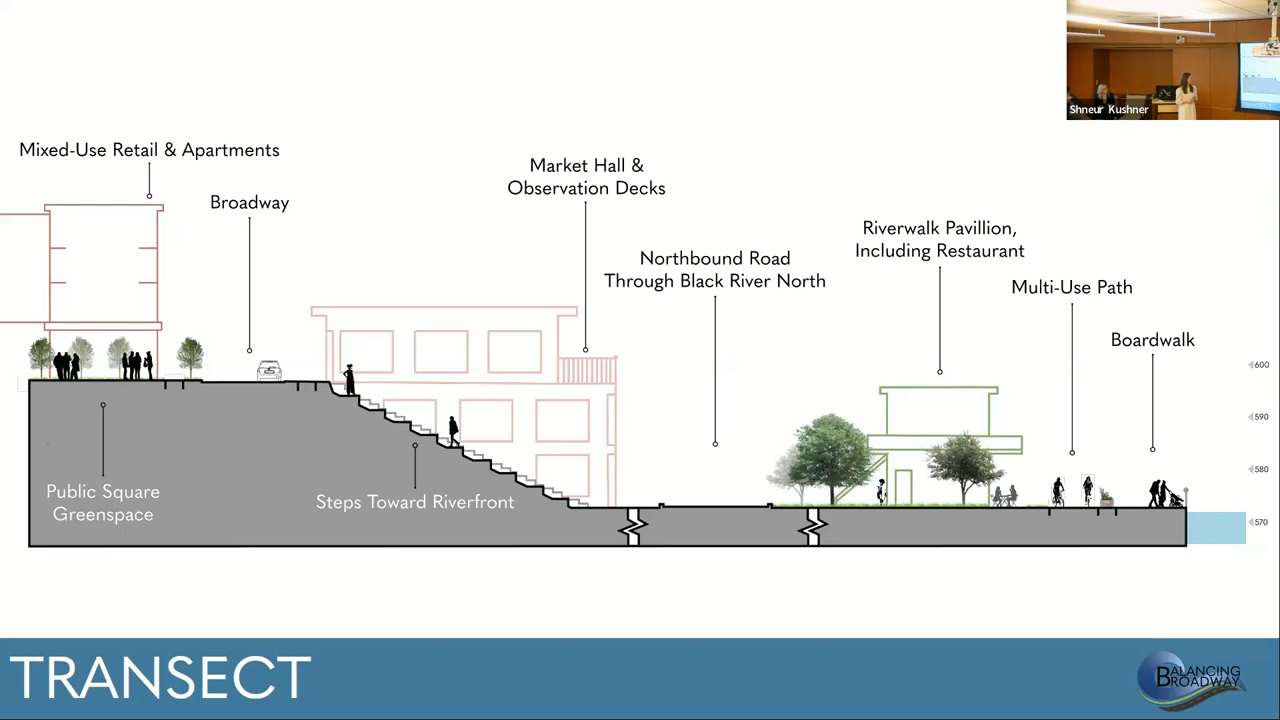 Shneur Kushner
Mixed-Use Retail & Apartments
Broadway
Market Hall &
Observation Decks
Northbound Road
Through Black River North
Riverwalk Pavillion,
Including Restaurant
Multi-Use Path
Boardwalk
600
590
580
570
Public Square
Greenspace
Steps Toward Riverfront
TRANSECT
BALANCING
BROADWAY